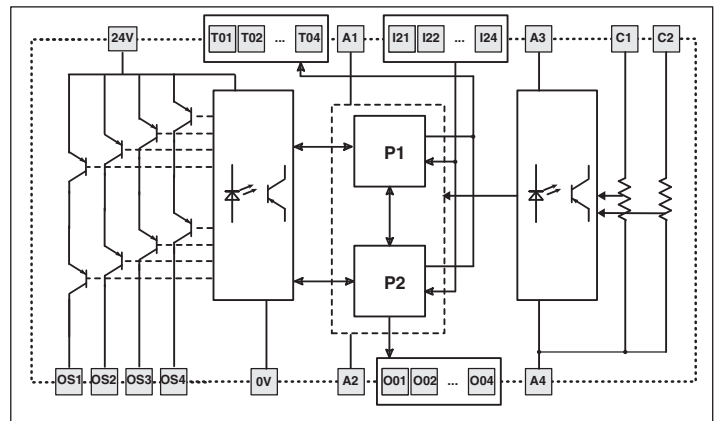 24V T01 T02 ... T04 A1 I21 I22 ... I24 A3 C1 C2
P1
P2
OS1 OS2 OS3 OS4 0V A2 O01 O02 ... O04 A4